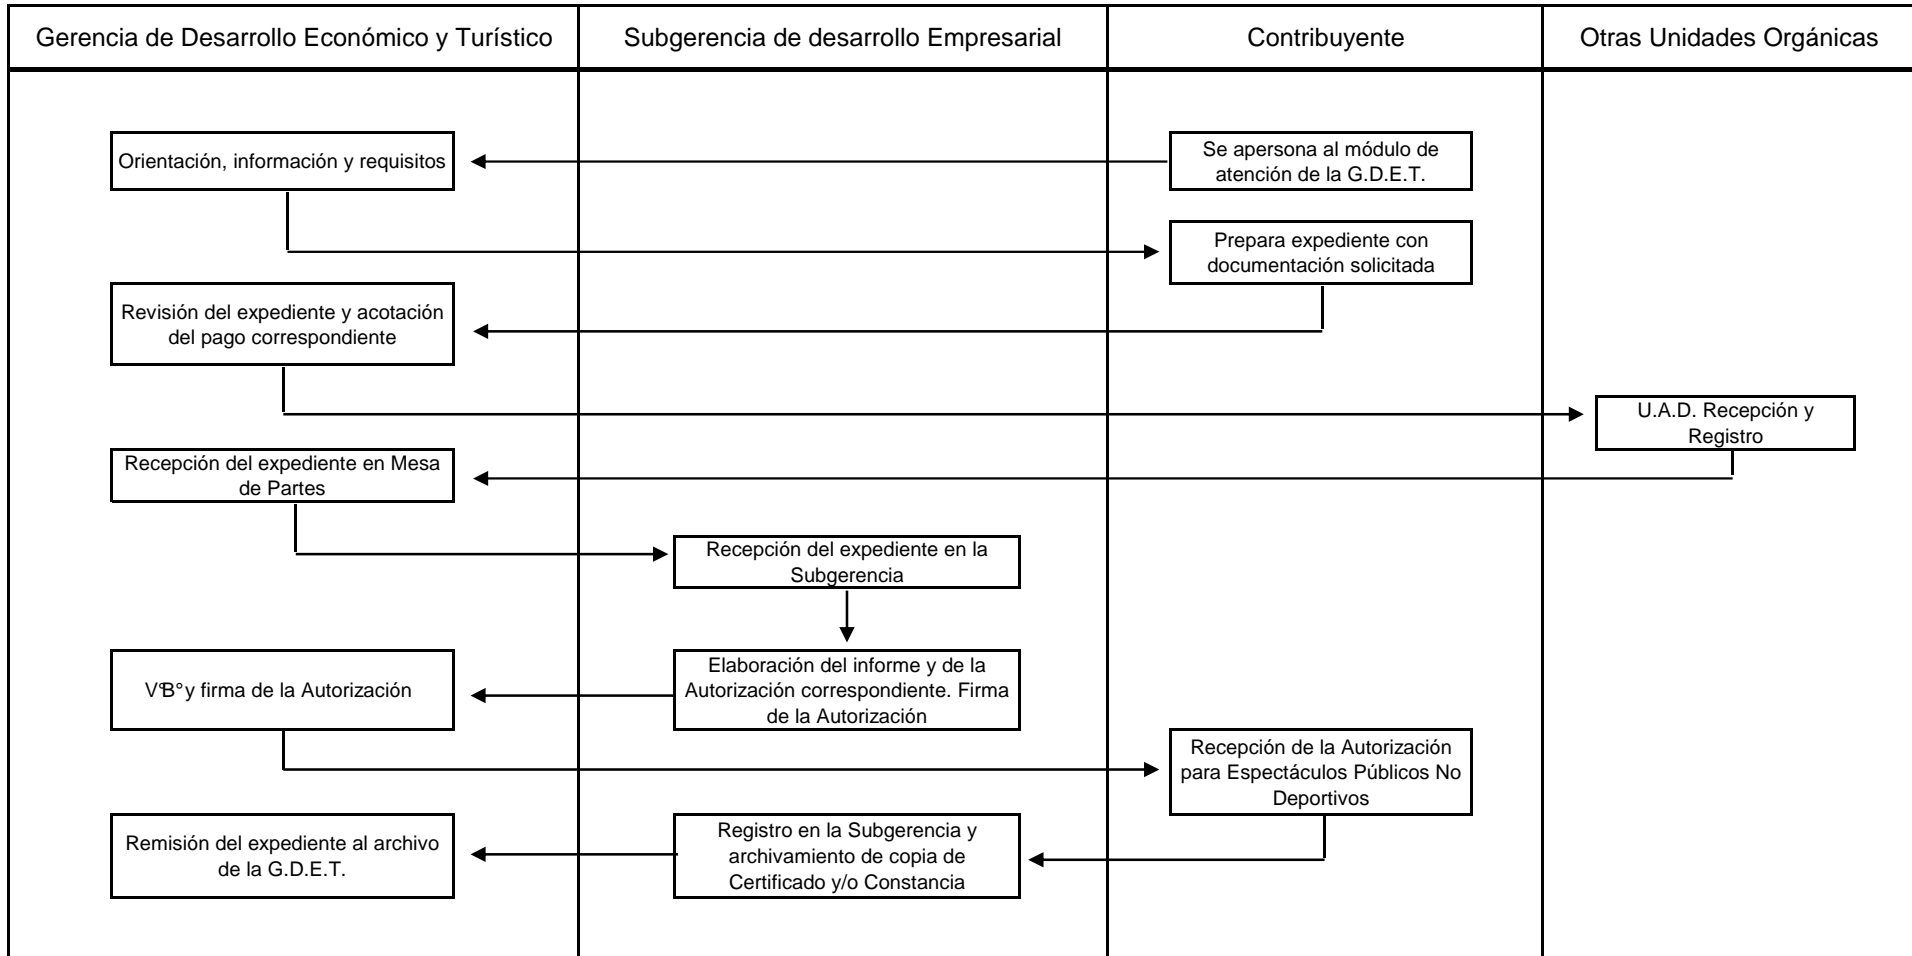 Gerencia de Desarrollo Económico y Turístico
Subgerencia de desarrollo Empresarial
Contribuyente
Otras Unidades Orgánicas
Orientación, información y requisitos
Se apersona al módulo de
atención de la G.D.E.T.
Prepara expediente con
documentación solicitada
Revisión del expediente y acotación
del pago correspondiente
U.A.D. Recepción y
Registro
Recepción del expediente en Mesa
de Partes
Recepción del expediente en la
Subgerencia
V°B° y firma de la Autorización
Elaboración del informe y de la
Autorización correspondiente. Firma
de la Autorización
Recepción de la Autorización
para Espectáculos Públicos No
Deportivos
Remisión del expediente al archivo
de la G.D.E.T.
Registro en la Subgerencia y
archivamiento de copia de
Certificado y/o Constancia